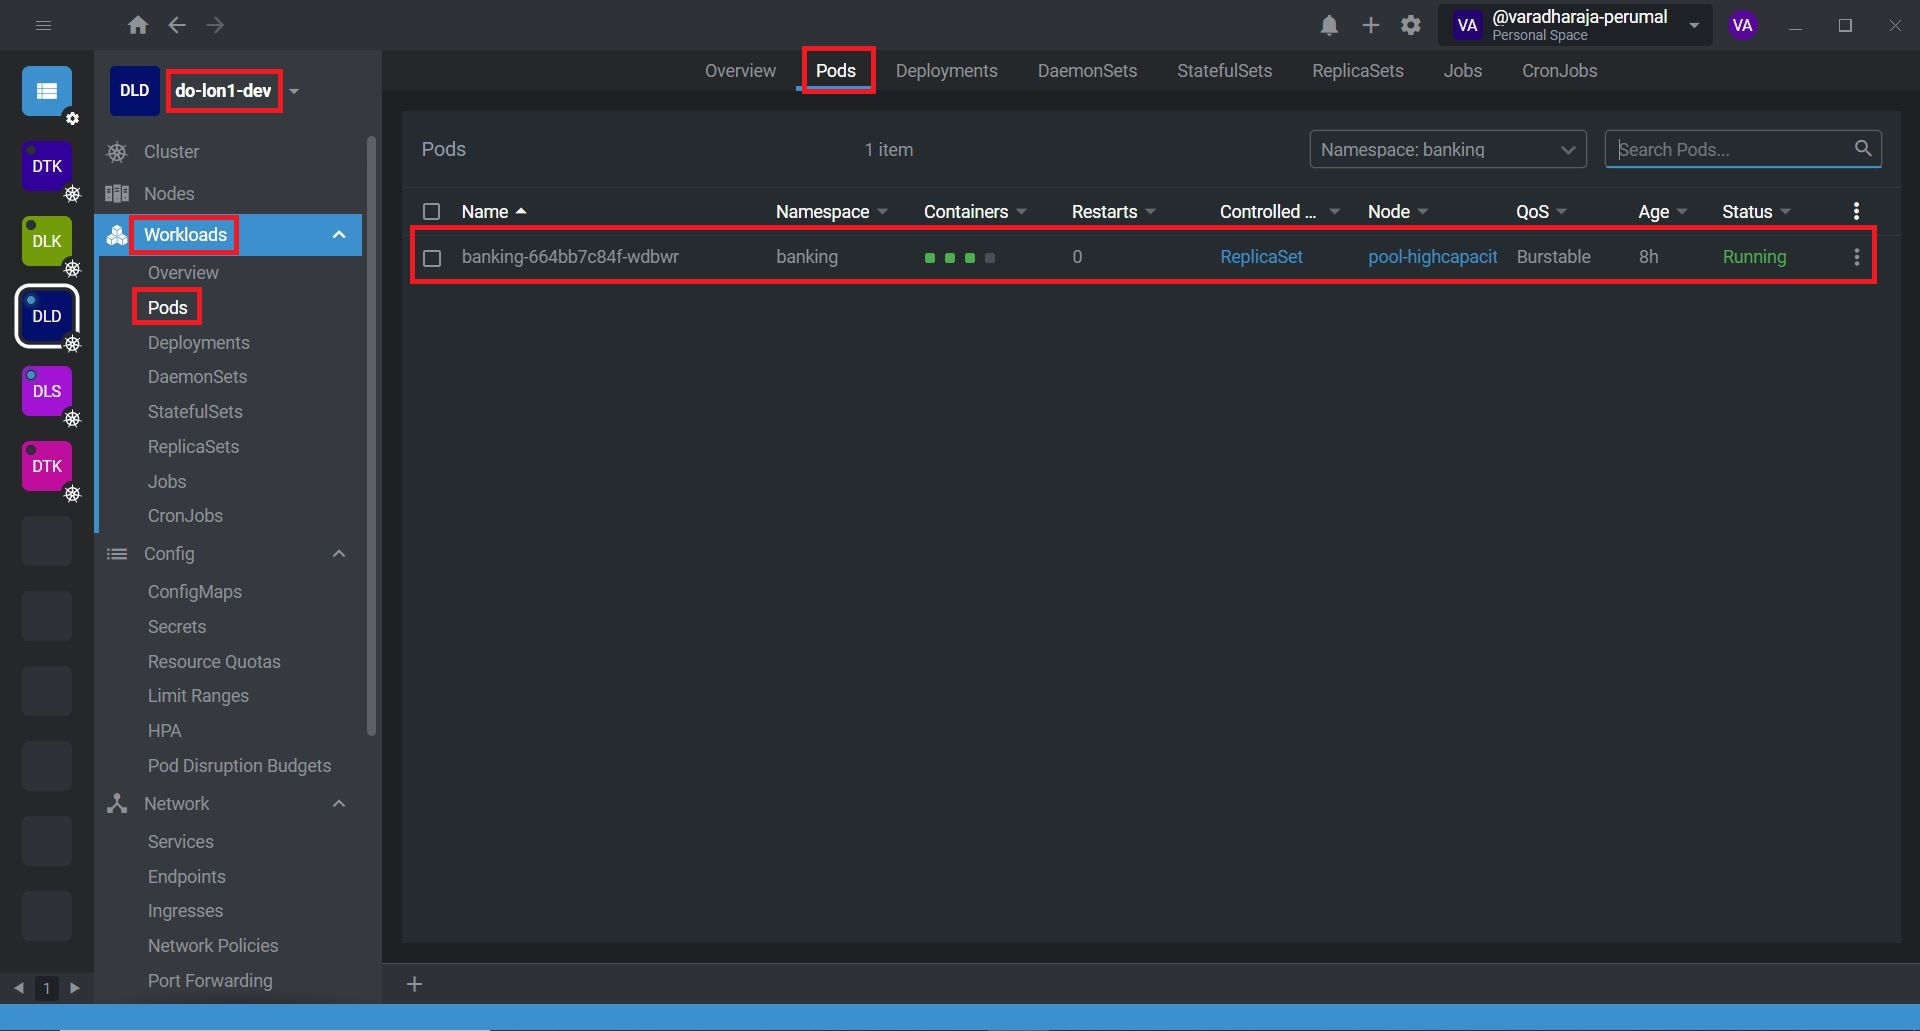 VA
@varadharaja-perumal
Personal Space
VA
DTK
DLK
DLD
DLS
DTK
1
DLD
do-lon1-dev
Cluster
Nodes
Workloads
Overview
Pods
Deployments
DaemonSets
StatefulSets
ReplicaSets
Jobs
CronJobs
Config
ConfigMaps
Secrets
Resource Quotas
Limit Ranges
HPA
Pod Disruption Budgets
Network
Services
Endpoints
Ingresses
Network Policies
Port Forwarding
Overview Pods Deployments DaemonSets StatefulSets ReplicaSets Jobs CronJobs
Pods 1 item Namespace: banking Search Pods...
Name Namespace Containers Restarts Controlled ... Node QoS Age Status
banking-664bb7c84f-wdbwr banking 0 ReplicaSet pool-highcapacit Burstable 8h Running